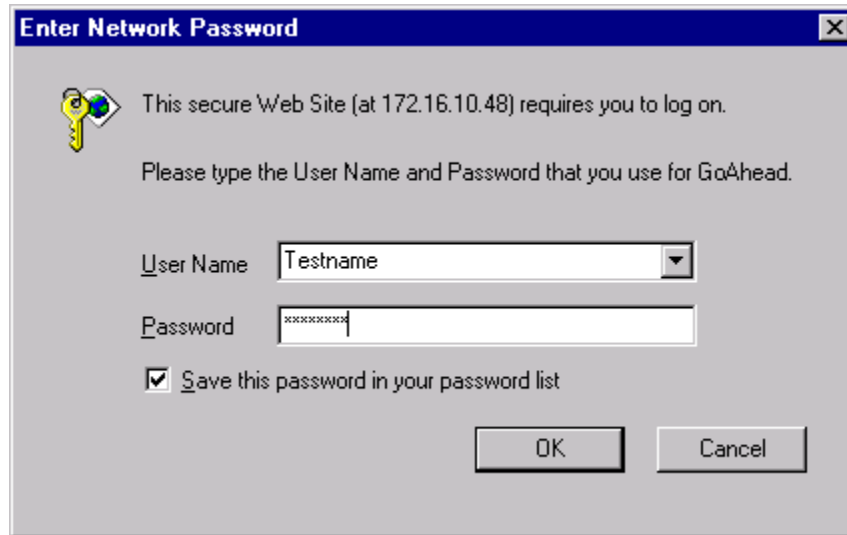 Enter Network Password
This secure Web Site (at 172.16.10.48) requires you to log on.
Please type the User Name and Password that you use for GoAhead.
User Name Testname
Password ********
Save this password in your password list
OK Cancel